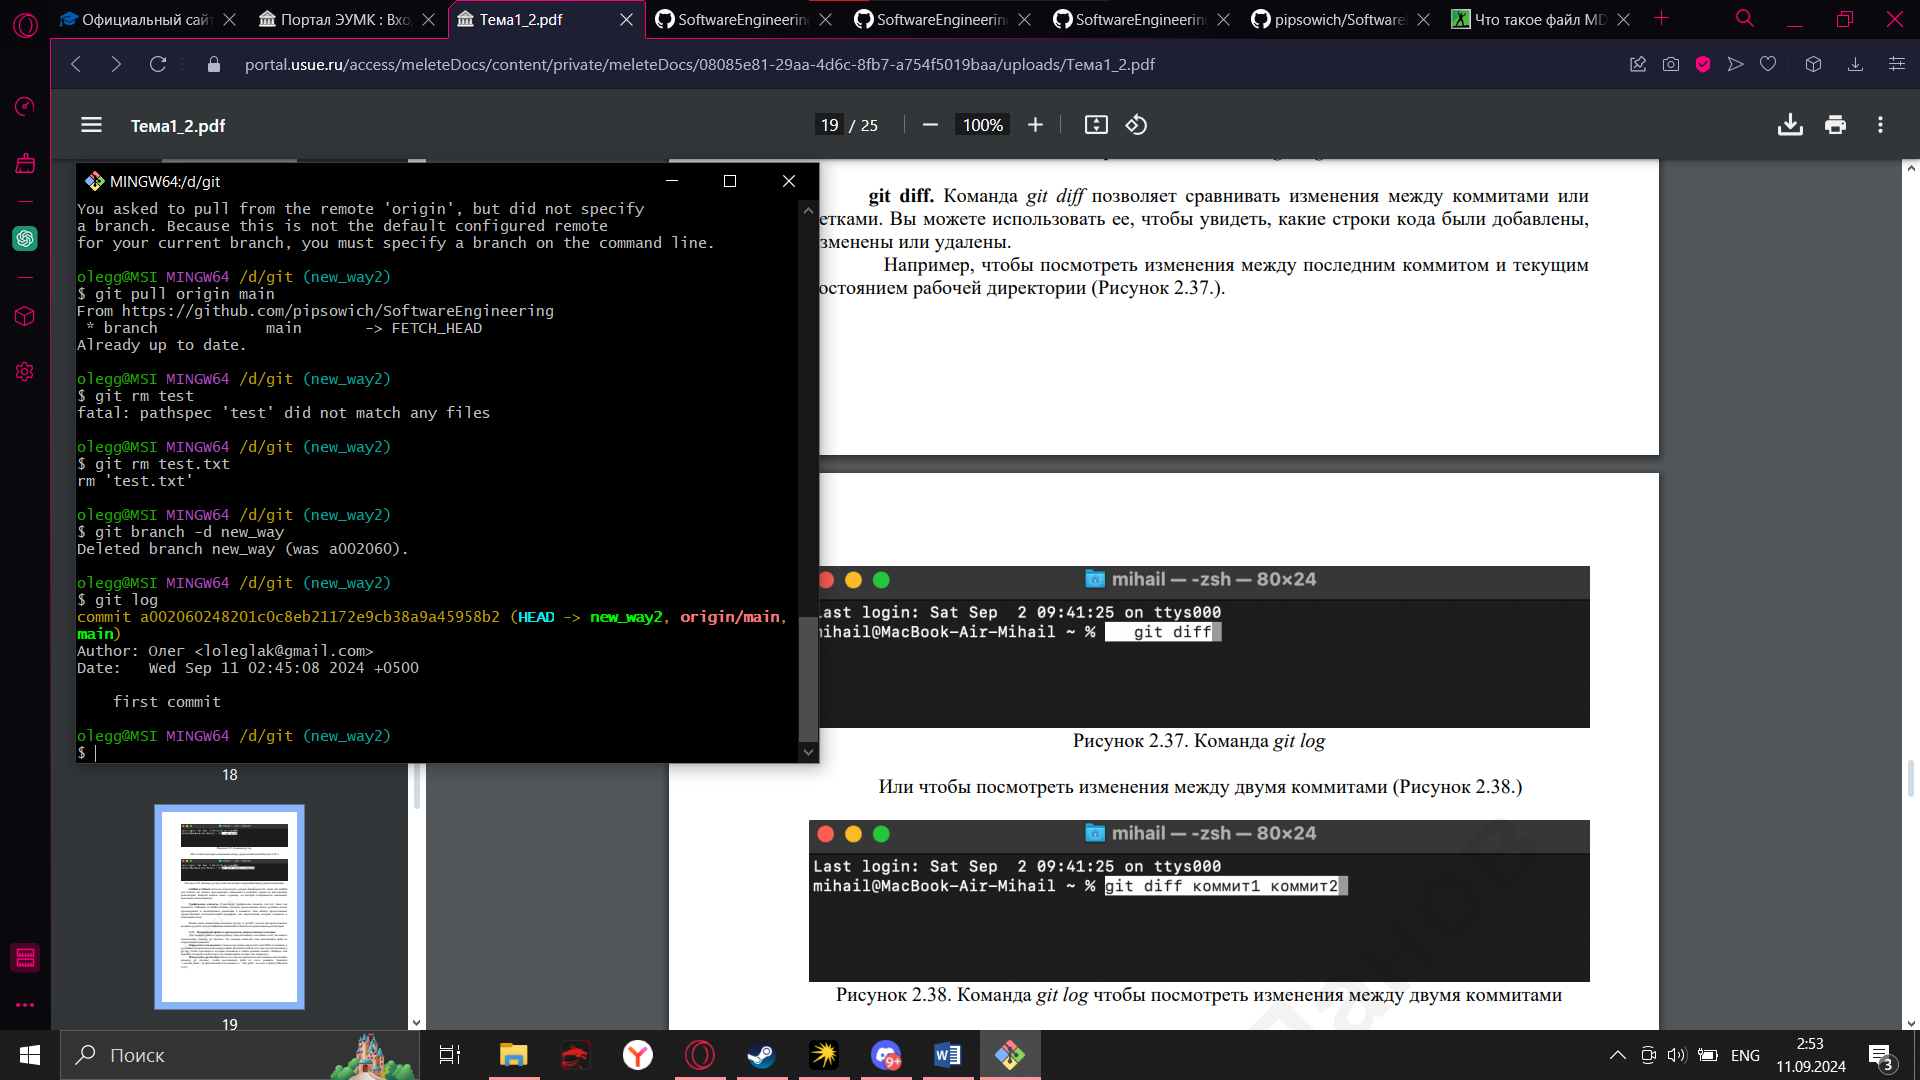 Официальный сайт
Портал ЭУМК : Вхо
Тема1_2.pdf
SoftwareEngineerin
SoftwareEngineerin
SoftwareEngineering
pipsowich/Software
Что такое файл MD
portal.usue.ru/access/meleteDocs/content/private/meleteDocs/08085e81-29aa-4d6c-8fb7-a754f5019baa/uploads/Тема1_2.pdf
Тема1_2.pdf
19 / 25
100%
MINGW64:/d/git
You asked to pull from the remote 'origin', but did not specify
a branch. Because this is not the default configured remote
for your current branch, you must specify a branch on the command line.
olegg@MSI MINGW64 /d/git (new_way2)
$ git pull origin main
From https://github.com/pipsowich/SoftwareEngineering
* branch            main       -> FETCH_HEAD
Already up to date.
olegg@MSI MINGW64 /d/git (new_way2)
$ git rm test
fatal: pathspec 'test' did not match any files
olegg@MSI MINGW64 /d/git (new_way2)
$ git rm test.txt
rm 'test.txt'
olegg@MSI MINGW64 /d/git (new_way2)
$ git branch -d new_way
Deleted branch new_way (was a002060).
olegg@MSI MINGW64 /d/git (new_way2)
$ git log
commit a002060248201c0c8eb21172e9cb38a9a45958b2 (HEAD -> new_way2, origin/main,
main)
Author: Олег <loleglak@gmail.com>
Date:   Wed Sep 11 02:45:08 2024 +0500
first commit
olegg@MSI MINGW64 /d/git (new_way2)
$
git diff. Команда git diff позволяет сравнивать изменения между коммитами или
етками. Вы можете использовать ее, чтобы увидеть, какие строки кода были добавлены,
зменены или удалены.
Например, чтобы посмотреть изменения между последним коммитом и текущим
остоянием рабочей директории (Рисунок 2.37.).
mihail — -zsh — 80×24
ast login: Sat Sep  2 09:41:25 on ttys000
ihail@MacBook-Air-Mihail ~ % git diff
Рисунок 2.37. Команда git log
Или чтобы посмотреть изменения между двумя коммитами (Рисунок 2.38.)
mihail — -zsh — 80×24
Last login: Sat Sep  2 09:41:25 on ttys000
mihail@MacBook-Air-Mihail ~ % git diff коммит1 коммит2
Рисунок 2.38. Команда git log чтобы посмотреть изменения между двумя коммитами
18
19
Поиск
9+
ENG
2:53
11.09.2024
3